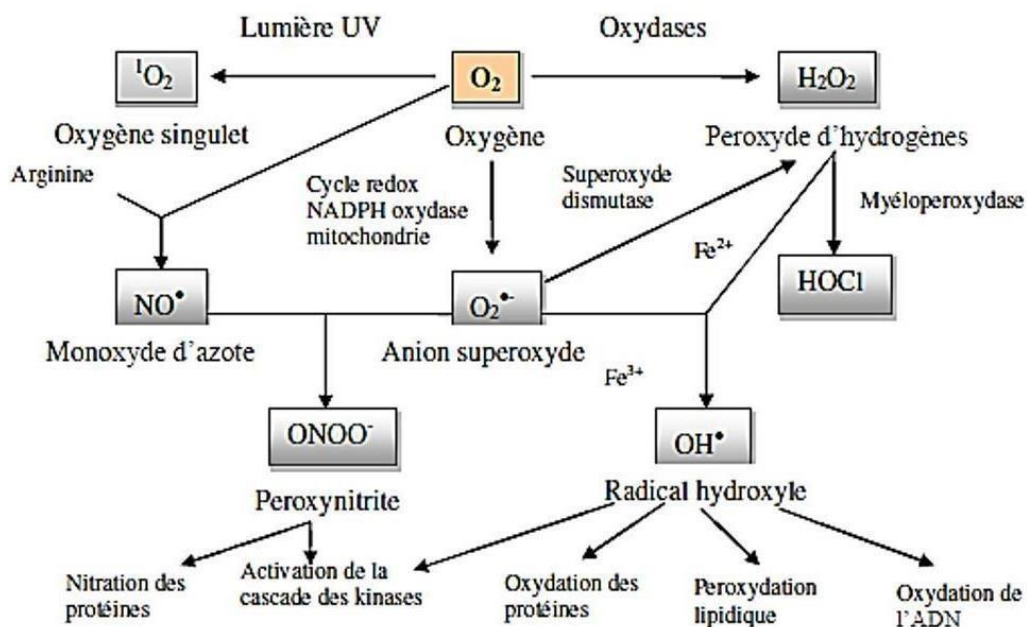 Lumière UV
Oxydases
¹O₂
O₂
H₂O₂
Oxygène singulet
Oxygène
Peroxyde d'hydrogènes
Arginine
Cycle redox
NADPH oxydase
mitochondrie
Superoxyde
dismutase
Myéloperoxydase
Fe²⁺
NO•
O₂•-
HOCl
Monoxyde d'azote
Anion superoxyde
Fe³⁺
ONOO⁻
OH•
Peroxynitrite
Radical hydroxyle
Nitration des
protéines
Activation de la
cascade des kinases
Oxydation des
protéines
Peroxydation
lipidique
Oxydation de
l'ADN